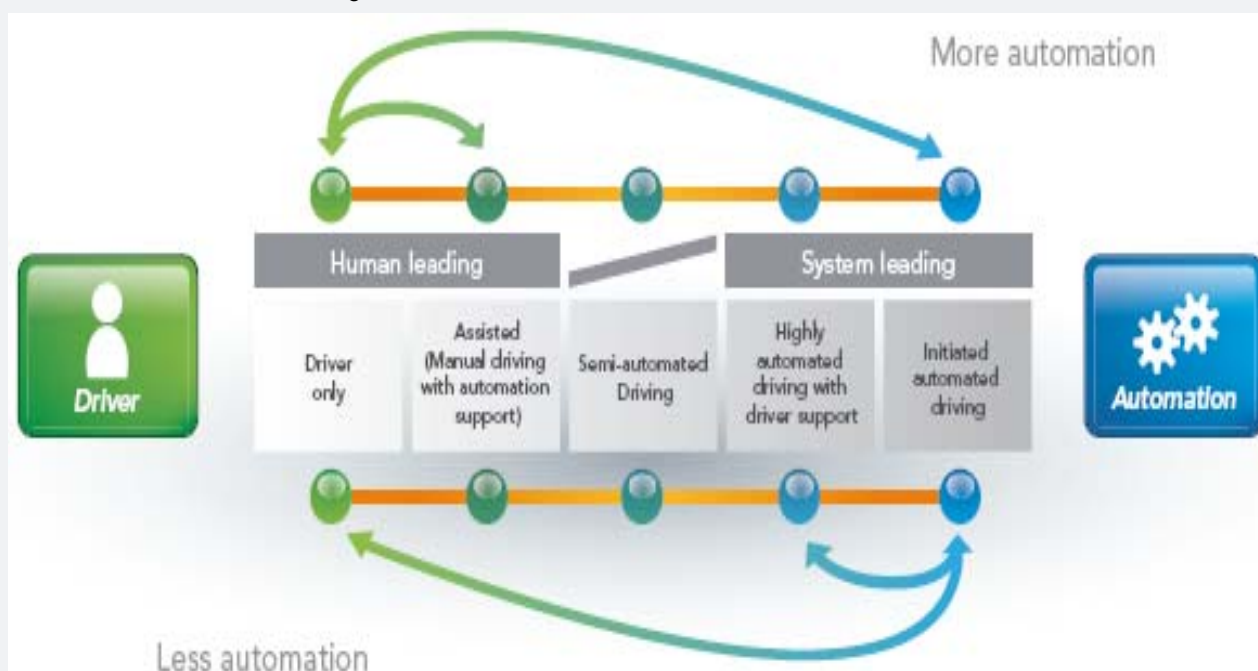 More automation
Human leading
System leading
Driver
Driver
only
Assisted
(Manual driving
with automation
support)
Semi-automated
Driving
Highly
automated
driving with
driver support
Initiated
automated
driving
Automation
Less automation